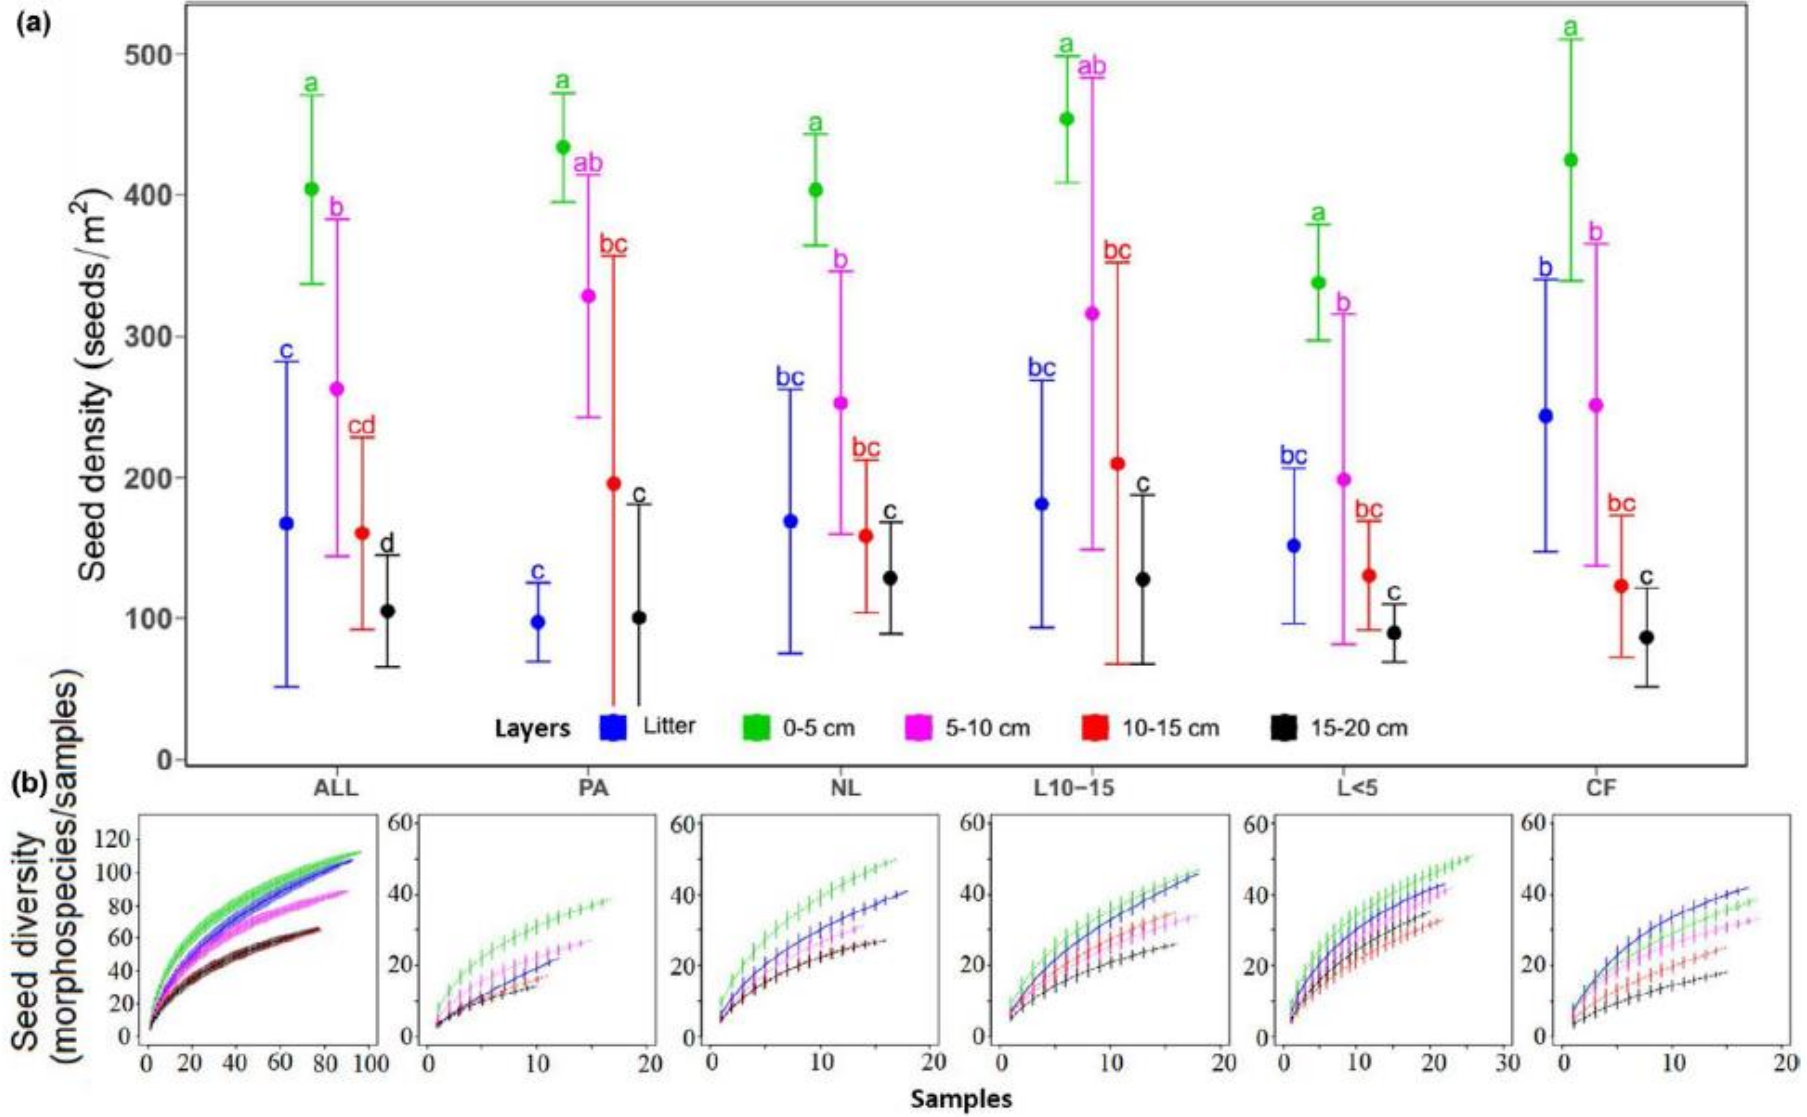 (a)
Seed density (seeds/m²)
500
400
300
200
100
0
c a b cd d
c a ab bc c
bc a b bc c
bc a ab bc c
bc a b bc c
b a b bc c
Layers Litter 0-5 cm 5-10 cm 10-15 cm 15-20 cm
ALL PA NL L10−15 L<5 CF
(b)
Seed diversity
(morphospecies/samples)
120
100
80
60
40
20
0
0 20 40 60 80 100
60
40
20
0
0 10 20
60
40
20
0
0 10 20
60
40
20
0
0 10 20
60
40
20
0
0 10 20 30
60
40
20
0
0 10 20
Samples